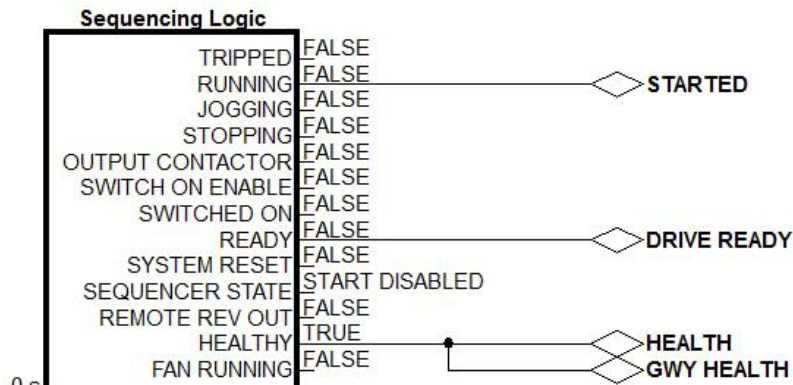 Sequencing Logic
TRIPPED FALSE
RUNNING FALSE STARTED
JOGGING FALSE
STOPPING FALSE
OUTPUT CONTACTOR FALSE
SWITCH ON ENABLE FALSE
SWITCHED ON FALSE
READY FALSE DRIVE READY
SYSTEM RESET FALSE
SEQUENCER STATE START DISABLED
REMOTE REV OUT FALSE
HEALTHY TRUE HEALTH
FAN RUNNING FALSE GWY HEALTH